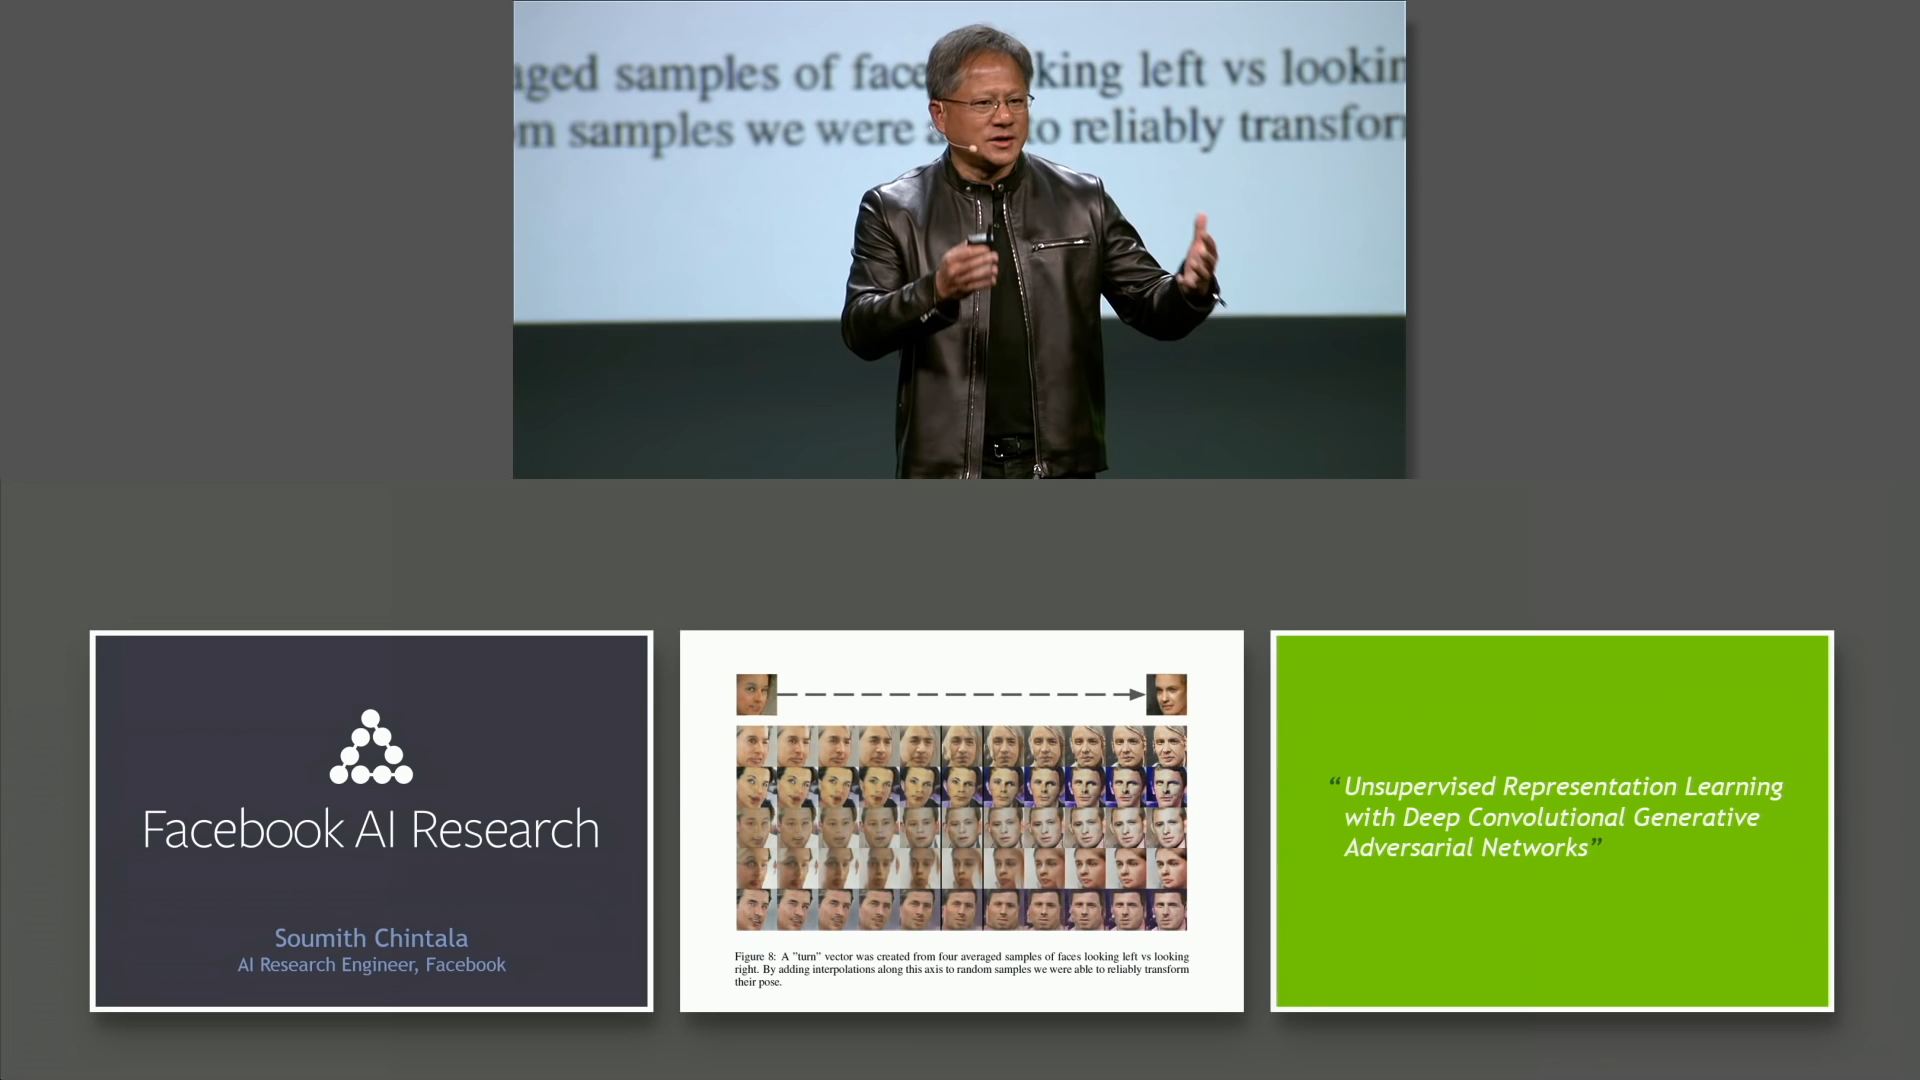 aged samples of face king left vs lookin
m samples we were to reliably transfor
Facebook AI Research
Soumith Chintala
AI Research Engineer, Facebook
Figure 8: A "turn" vector was created from four averaged samples of faces looking left vs looking
right. By adding interpolations along this axis to random samples we were able to reliably transform
their pose.
“Unsupervised Representation Learning
with Deep Convolutional Generative
Adversarial Networks”